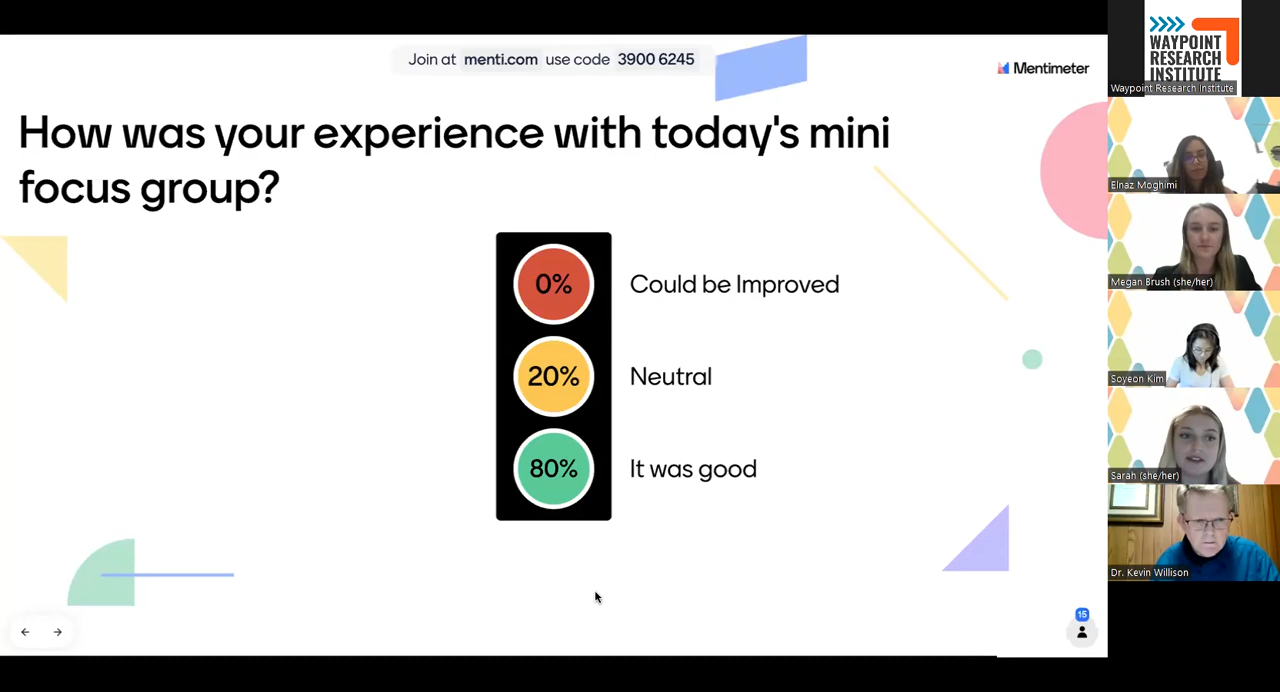 Join at menti.com use code 3900 6245
Mentimeter
How was your experience with today's mini
focus group?
0% Could be Improved
20% Neutral
80% It was good
15
WAYPOINT
RESEARCH
INSTITUTE
Waypoint Research Institute
Elnaz Moghimi
Megan Brush (she/her)
Soyeon Kim
Sarah (she/her)
Dr. Kevin Willison